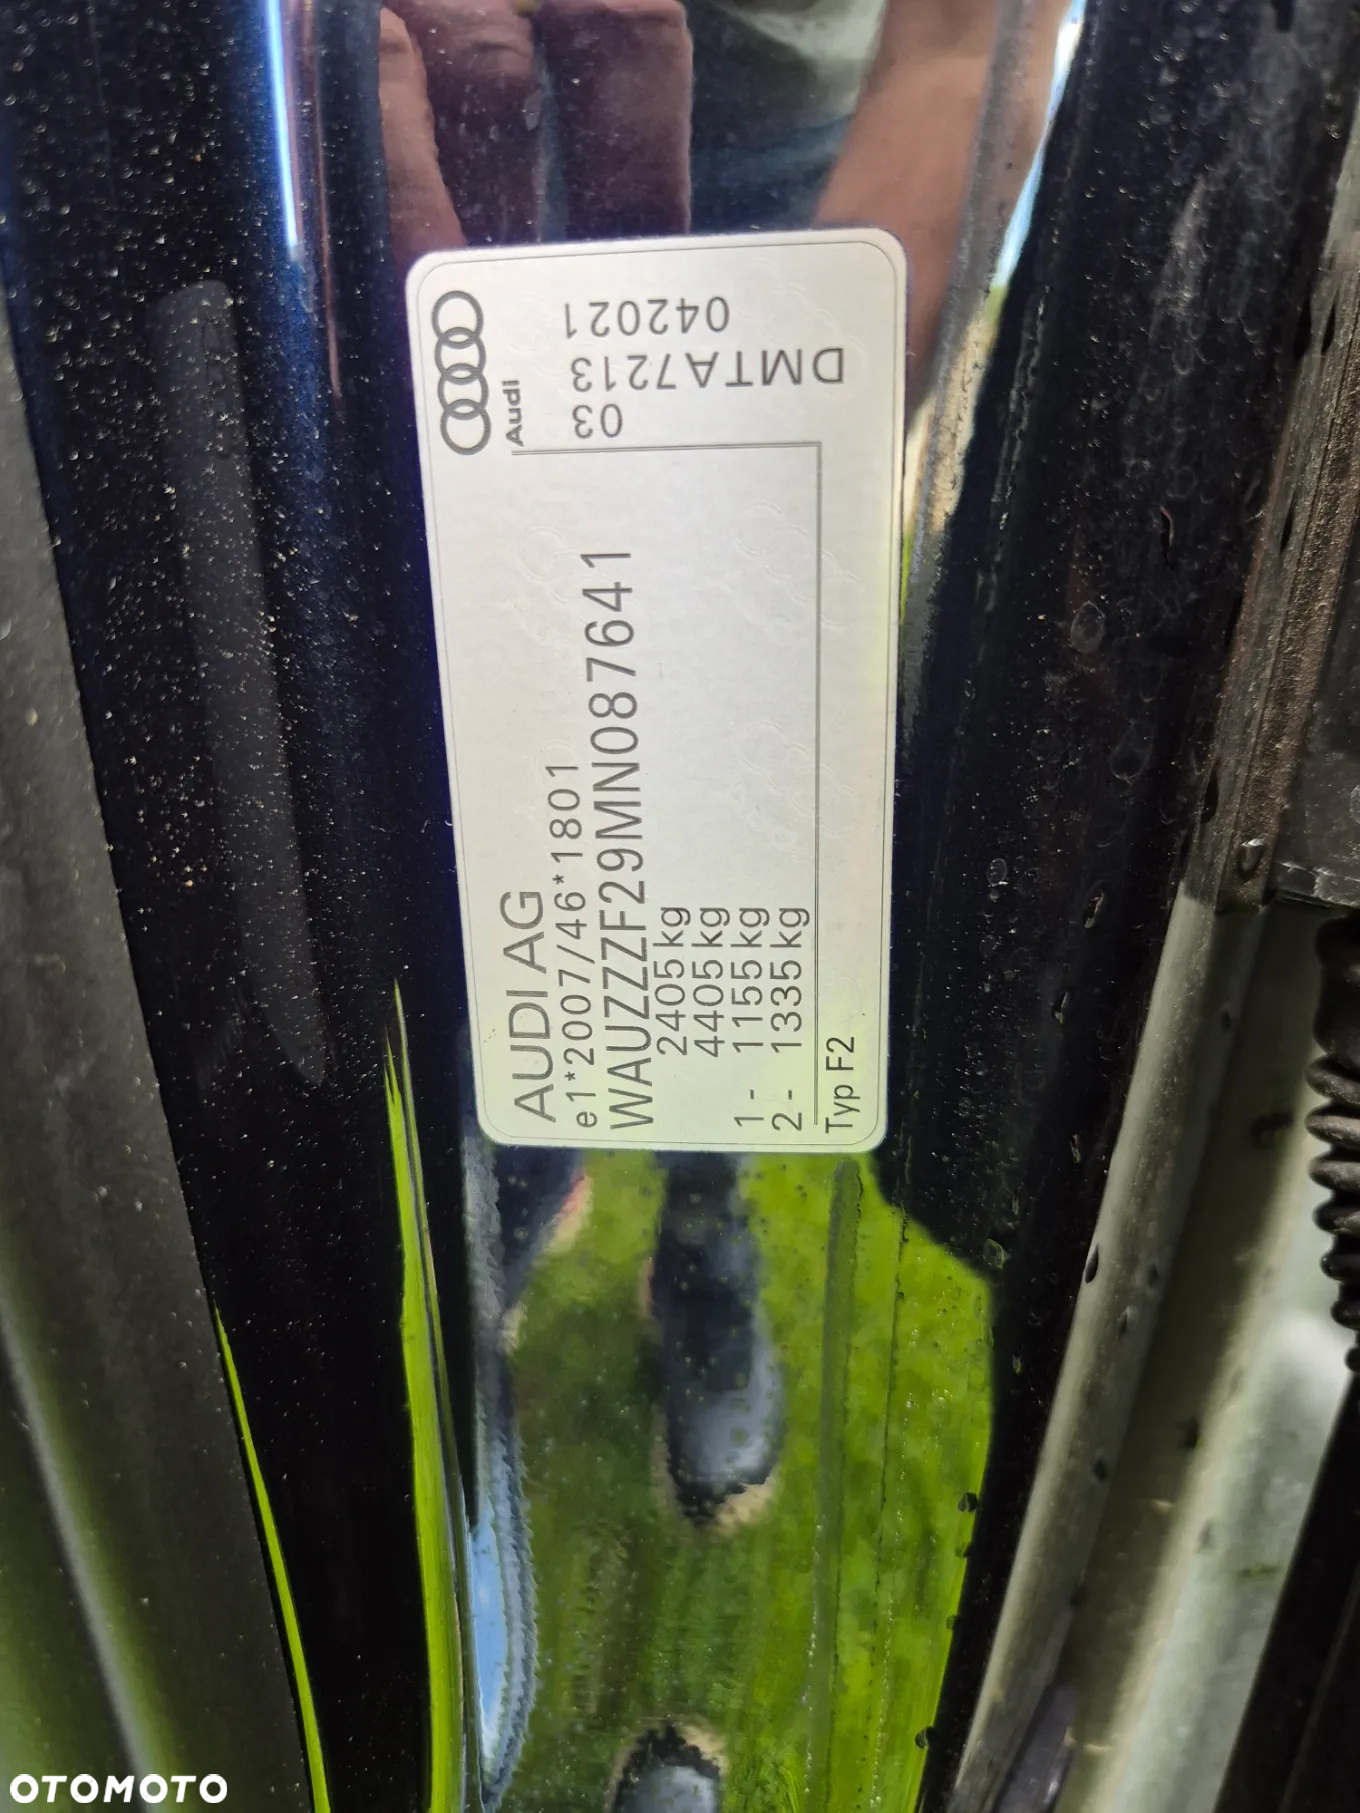 AUDI AG
e1*2007/46*1801
WAUZZZF29MN087641
2405 kg
4405 kg
1 - 1155 kg
2 - 1335 kg
Typ F2
Audi
03
DMTA7213
042021
OTOMOTO